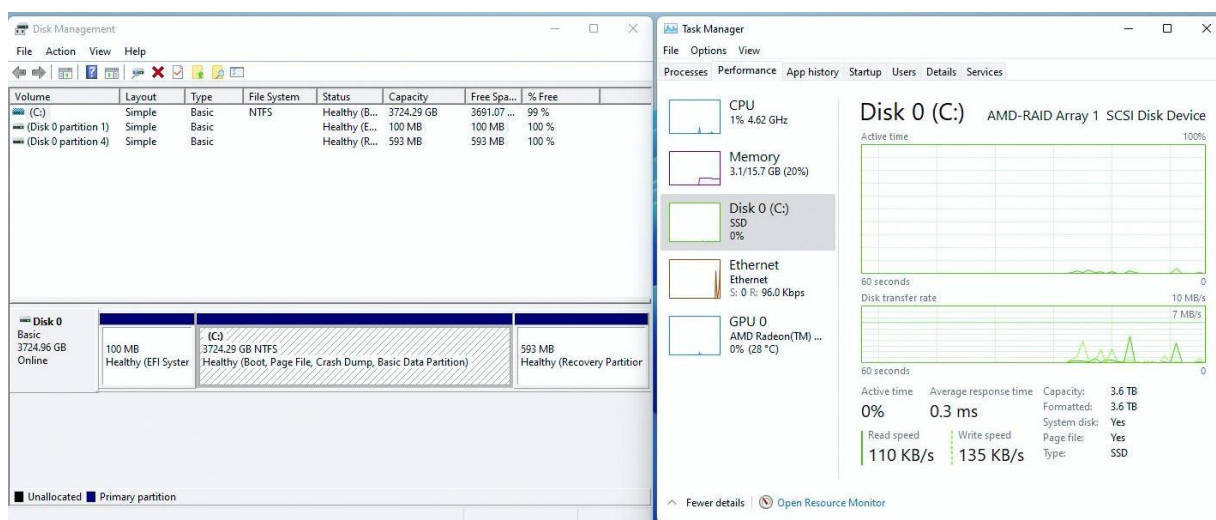 Disk Management
File Action View Help
Volume Layout Type File System Status Capacity Free Spa... % Free
(C:) Simple Basic NTFS Healthy (B... 3724.29 GB 3691.07 ... 99 %
(Disk 0 partition 1) Simple Basic Healthy (E... 100 MB 100 MB 100 %
(Disk 0 partition 4) Simple Basic Healthy (R... 593 MB 593 MB 100 %
Disk 0
Basic
3724.96 GB
Online
100 MB
Healthy (EFI Syster
(C:)
3724.29 GB NTFS
Healthy (Boot, Page File, Crash Dump, Basic Data Partition)
593 MB
Healthy (Recovery Partitior
Unallocated Primary partition
Task Manager
File Options View
Processes Performance App history Startup Users Details Services
CPU
1% 4.62 GHz
Memory
3.1/15.7 GB (20%)
Disk 0 (C:)
SSD
0%
Ethernet
Ethernet
S: 0 R: 96.0 Kbps
GPU 0
AMD Radeon(TM) ...
0% (28 °C)
Disk 0 (C:) AMD-RAID Array 1 SCSI Disk Device
Active time 100%
60 seconds 0
Disk transfer rate 10 MB/s
7 MB/s
60 seconds 0
Active time Average response time
0% 0.3 ms
Read speed Write speed
110 KB/s 135 KB/s
Capacity: 3.6 TB
Formatted: 3.6 TB
System disk: Yes
Page file: Yes
Type: SSD
Fewer details Open Resource Monitor